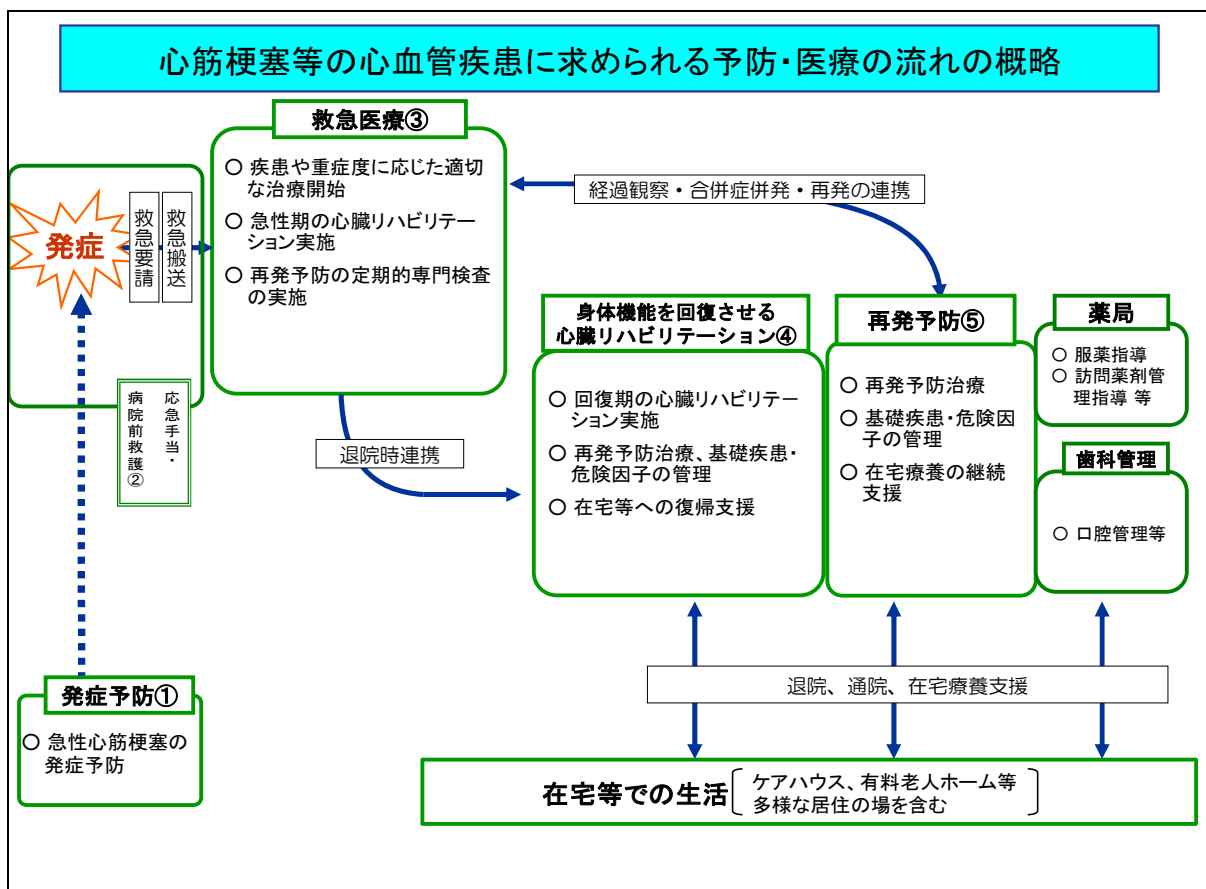 心筋梗塞等の心血管疾患に求められる予防・医療の流れの概略
救急医療③
○ 疾患や重症度に応じた適切
な治療開始
○ 急性期の心臓リハビリテー
ション実施
○ 再発予防の定期的専門検査
の実施
発症
救急要請
救急搬送
応急手当・
病院前救護②
経過観察・合併症併発・再発の連携
退院時連携
身体機能を回復させる
心臓リハビリテーション④
○ 回復期の心臓リハビリテー
ション実施
○ 再発予防治療、基礎疾患・
危険因子の管理
○ 在宅等への復帰支援
再発予防⑤
○ 再発予防治療
○ 基礎疾患・危険因
子の管理
○ 在宅療養の継続
支援
薬局
○ 服薬指導
○ 訪問薬剤管
理指導 等
歯科管理
○ 口腔管理等
退院、通院、在宅療養支援
発症予防①
○ 急性心筋梗塞の
発症予防
在宅等での生活
ケアハウス、有料老人ホーム等
多様な居住の場を含む